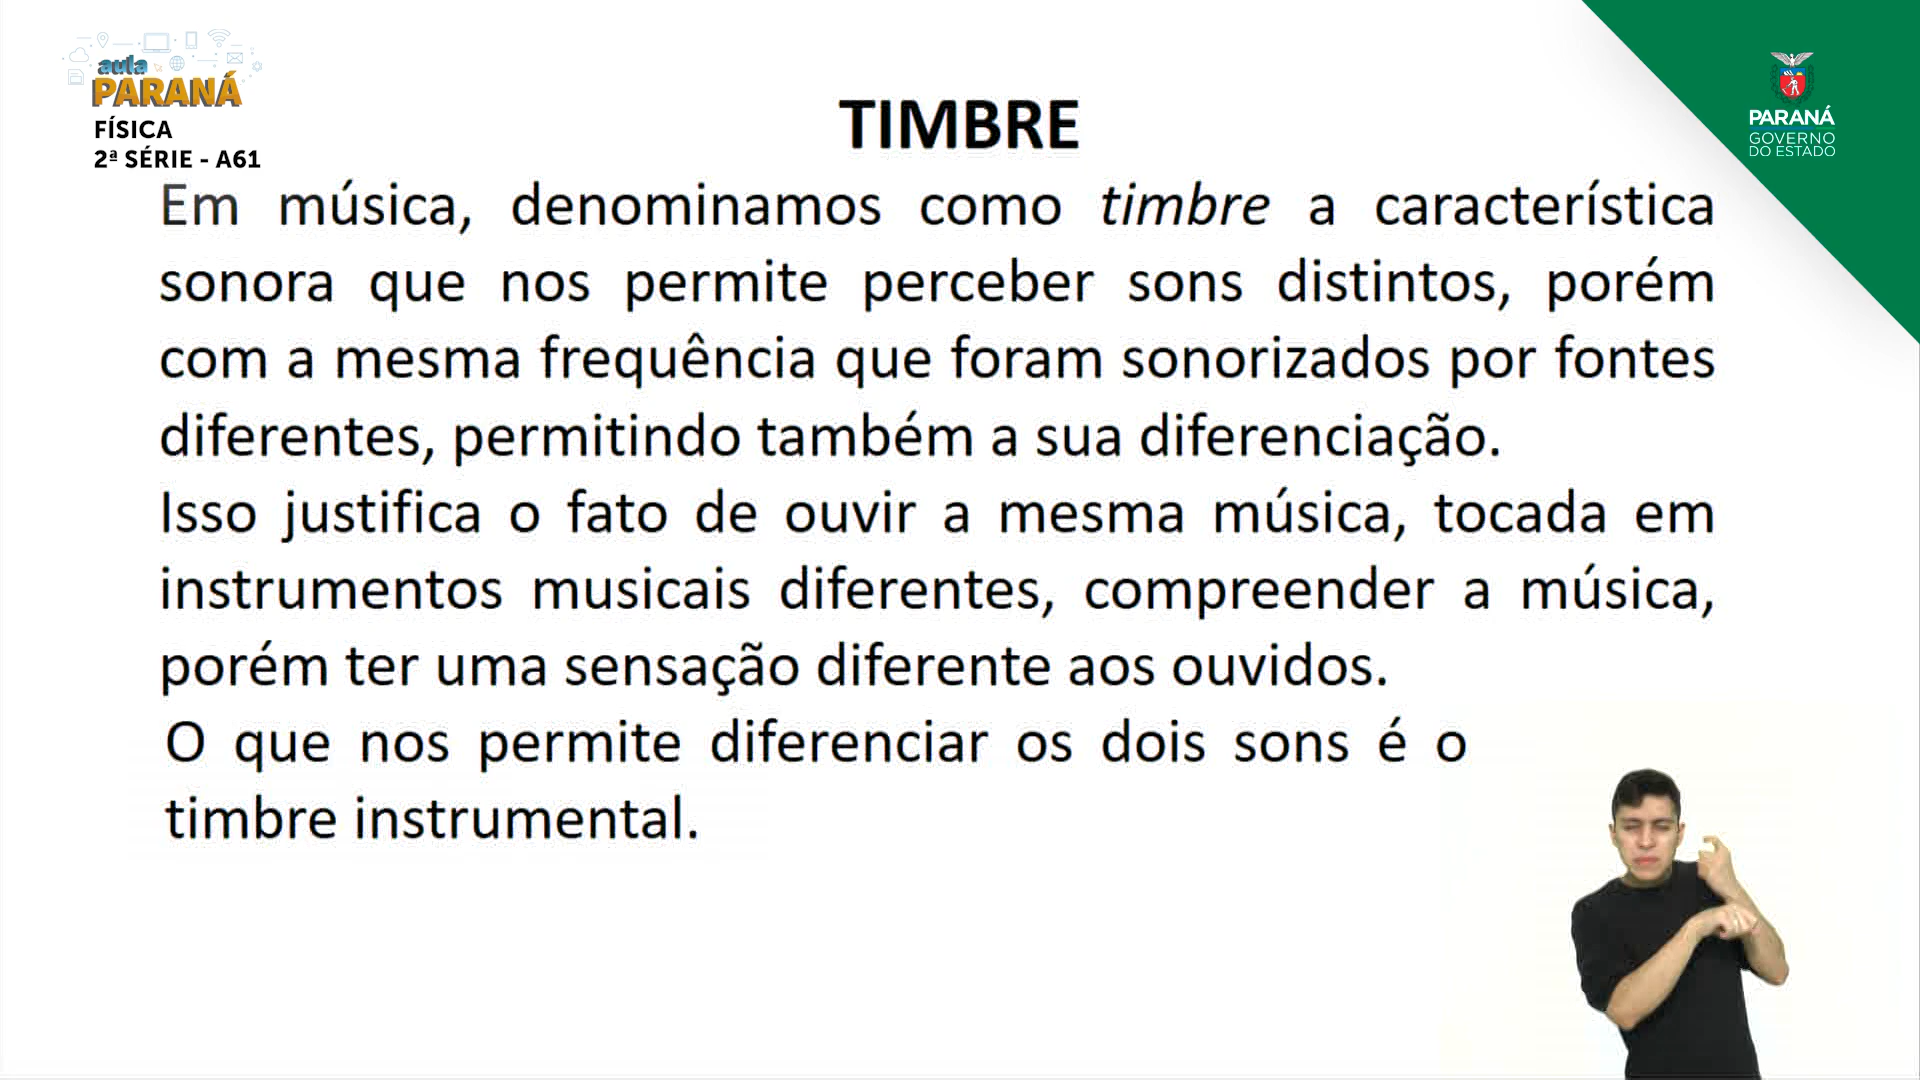 aula
PARANÁ
FÍSICA
2ª SÉRIE - A61
PARANÁ
GOVERNO
DO ESTADO
TIMBRE
Em música, denominamos como timbre a característica
sonora que nos permite perceber sons distintos, porém
com a mesma frequência que foram sonorizados por fontes
diferentes, permitindo também a sua diferenciação.
Isso justifica o fato de ouvir a mesma música, tocada em
instrumentos musicais diferentes, compreender a música,
porém ter uma sensação diferente aos ouvidos.
O que nos permite diferenciar os dois sons é o
timbre instrumental.